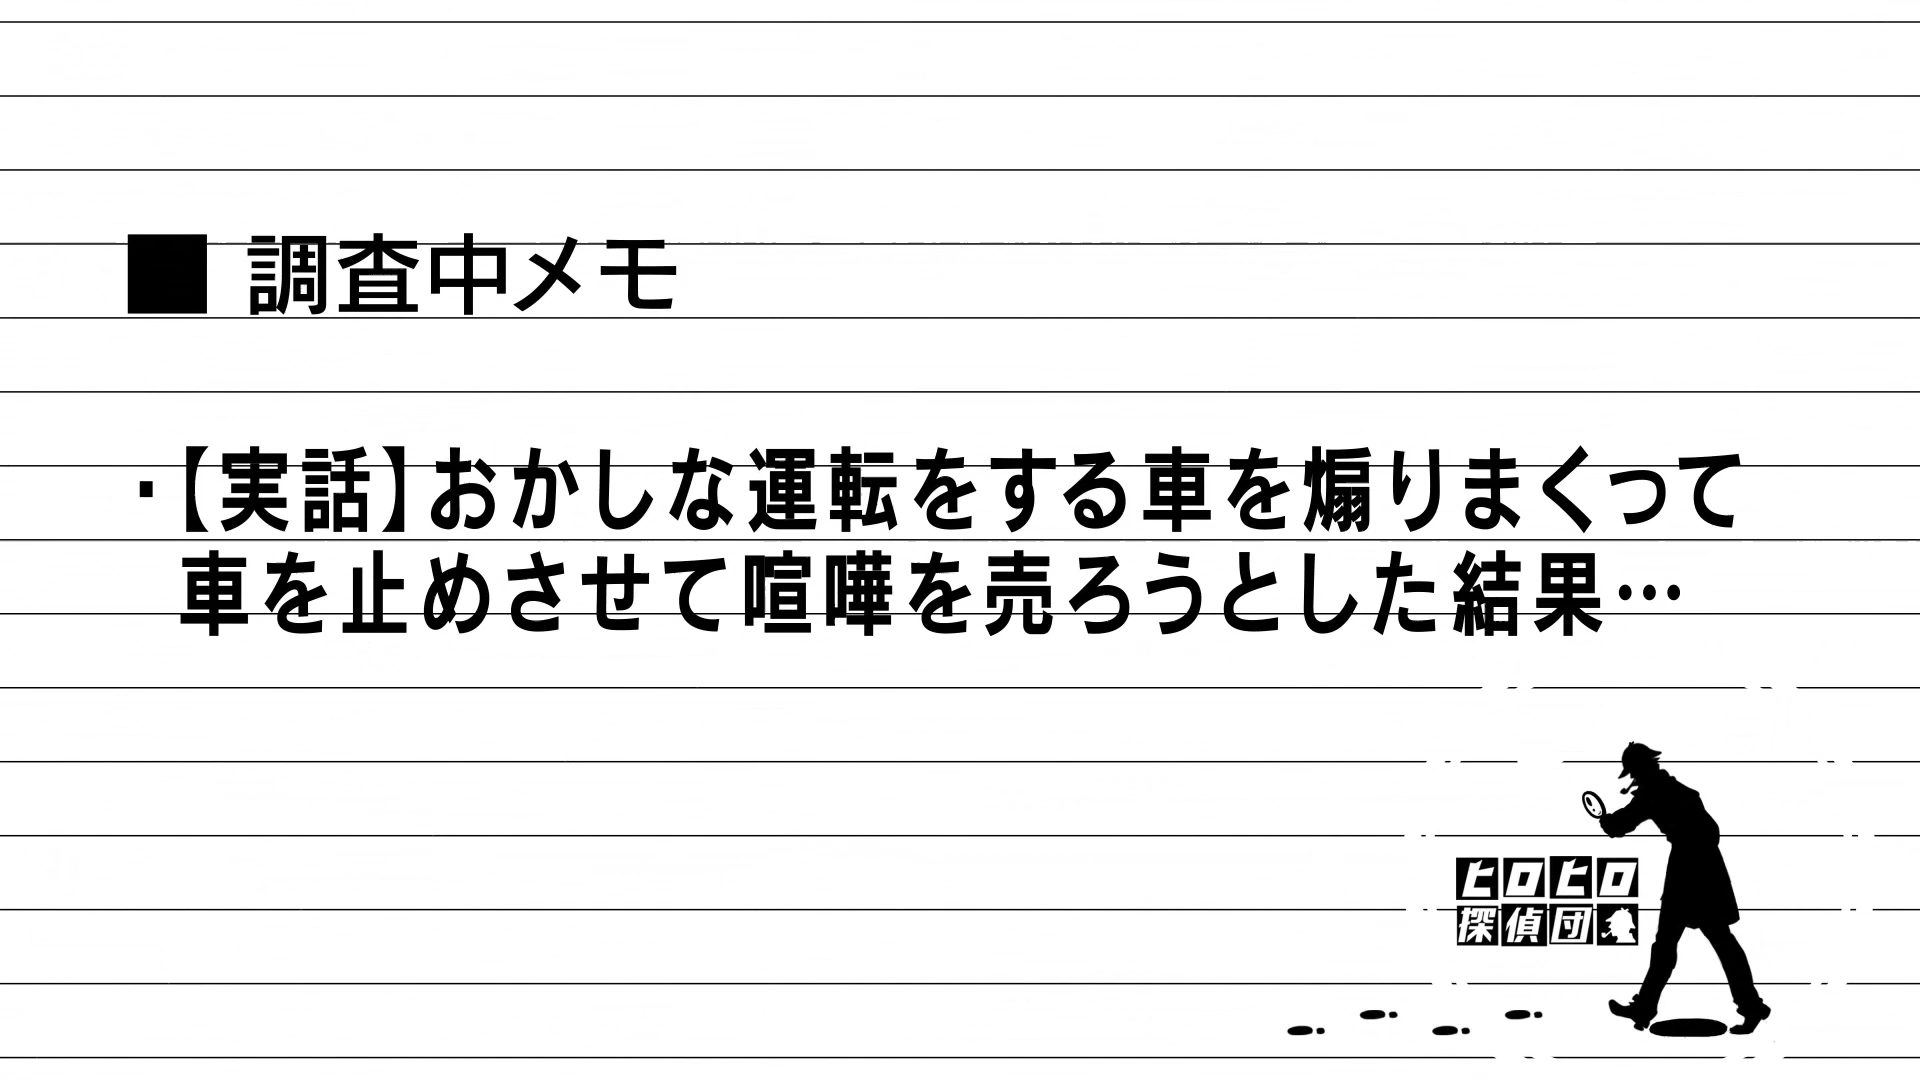 ■ 調査中メモ
・【実話】おかしな運転をする車を煽りまくって
車を止めさせて喧嘩を売ろうとした結果…
ヒロヒロ
探偵団